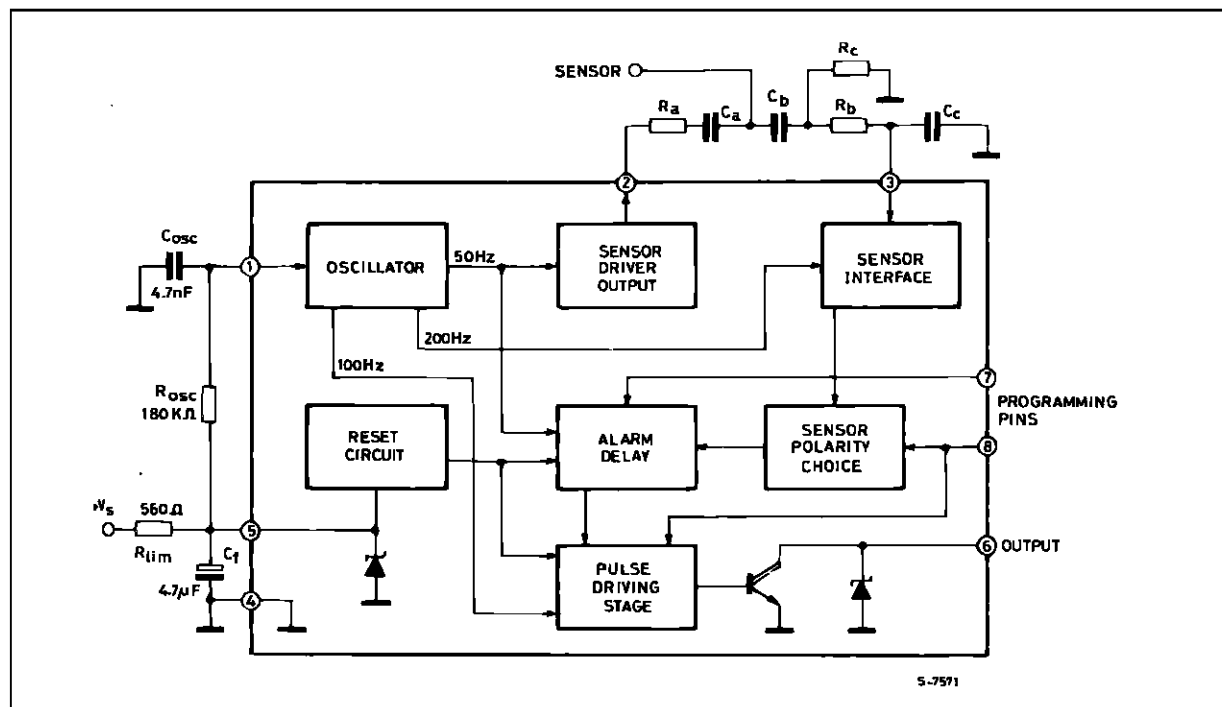 Rc
SENSOR
Ra
Ca
Cb
Rb
Cc
2
3
Cosc
4.7nF
1
OSCILLATOR
50Hz
SENSOR
DRIVER
OUTPUT
SENSOR
INTERFACE
200Hz
100Hz
Rosc
180 KΩ
7
PROGRAMMING
PINS
RESET
CIRCUIT
ALARM
DELAY
SENSOR
POLARITY
CHOICE
8
+Vs
560Ω
Rlim
5
Cf
4.7µF
4
PULSE
DRIVING
STAGE
6
OUTPUT
S-7571